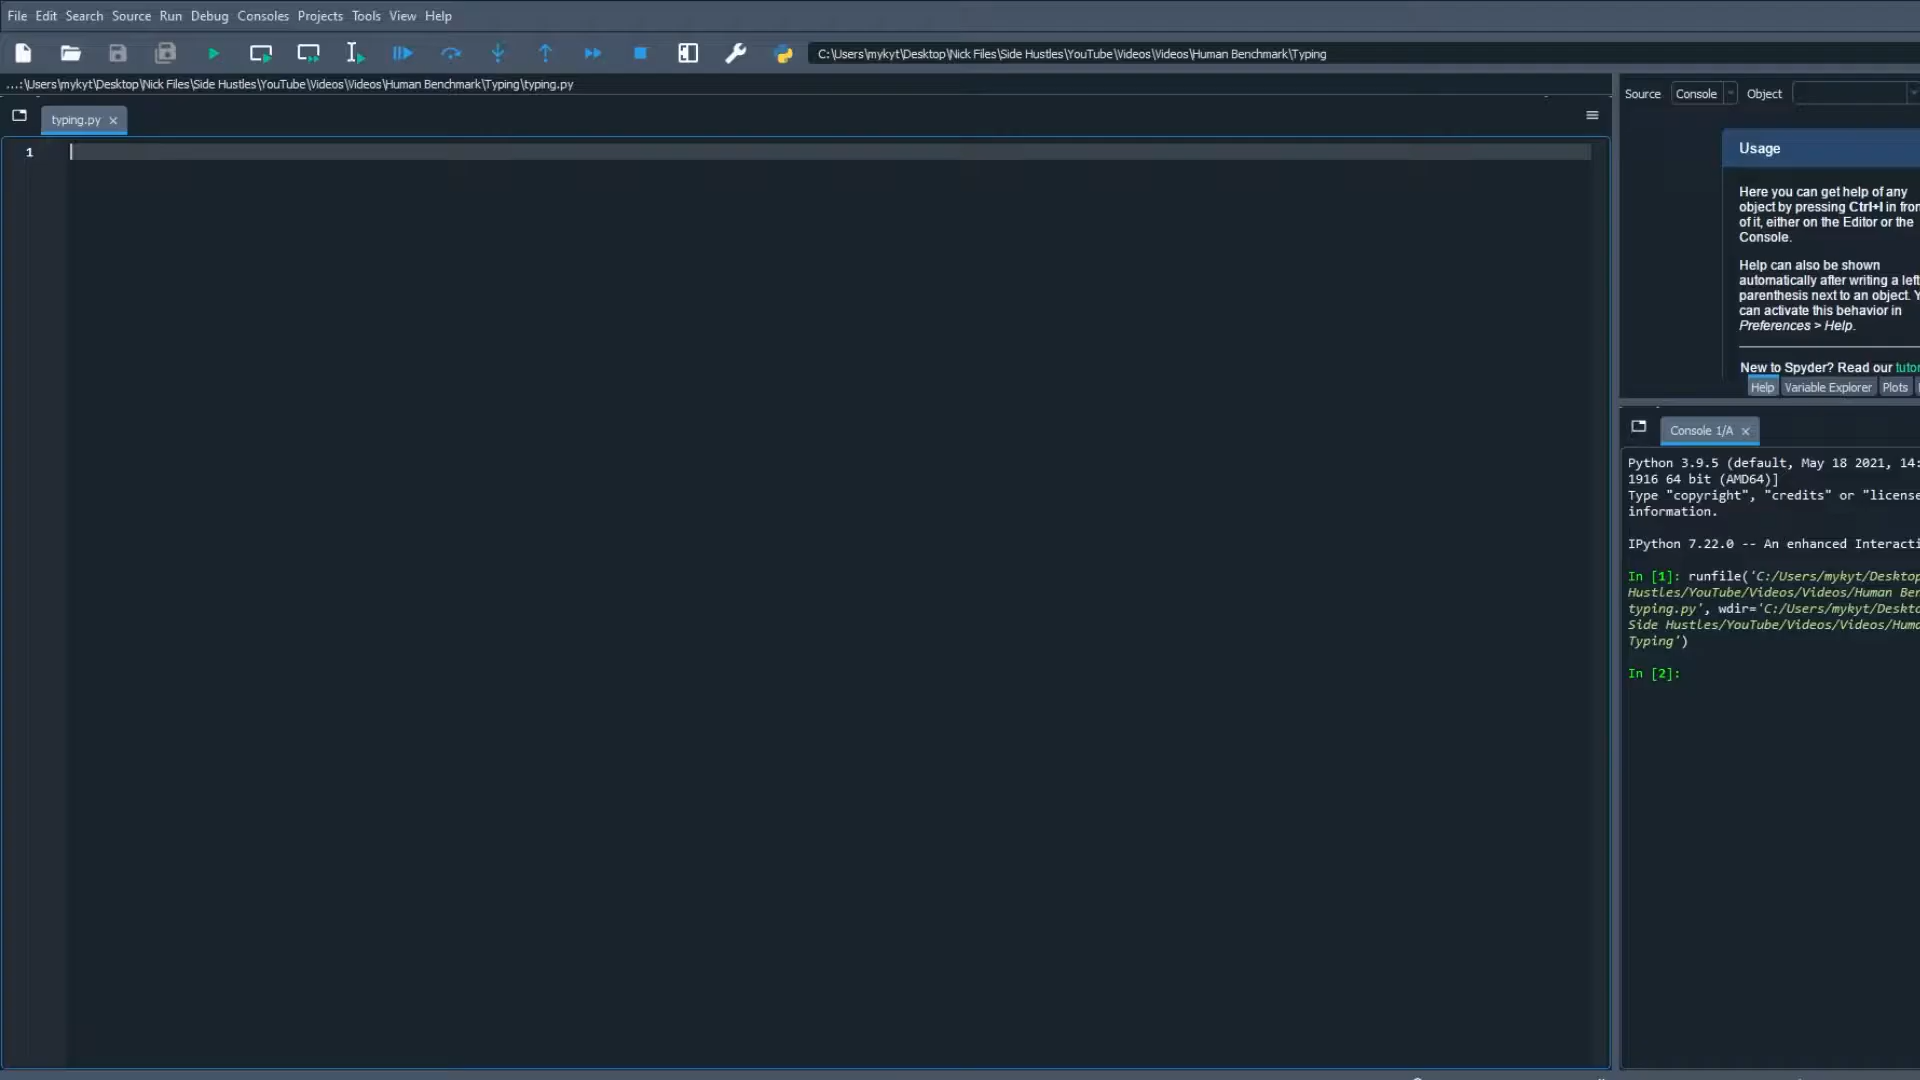 File Edit Search Source Run Debug Consoles Projects Tools View Help
C:\Users\mykyt\Desktop\Nick Files\Side Hustles\YouTube\Videos\Videos\Human Benchmark\Typing
...:\Users\mykyt\Desktop\Nick Files\Side Hustles\YouTube\Videos\Videos\Human Benchmark\Typing\typing.py
typing.py
1
Source Console Object
Usage
Here you can get help of any
object by pressing Ctrl+I in fron
of it, either on the Editor or the
Console.
Help can also be shown
automatically after writing a left
parenthesis next to an object. Y
can activate this behavior in
Preferences > Help.
New to Spyder? Read our tutor
Help Variable Explorer Plots
Console 1/A
Python 3.9.5 (default, May 18 2021, 14:
1916 64 bit (AMD64)]
Type "copyright", "credits" or "license
information.
IPython 7.22.0 -- An enhanced Interacti
In [1]: runfile('C:/Users/mykyt/Desktop
Hustles/YouTube/Videos/Videos/Human Ben
typing.py', wdir='C:/Users/mykyt/Deskto
Side Hustles/YouTube/Videos/Videos/Huma
Typing')
In [2]: